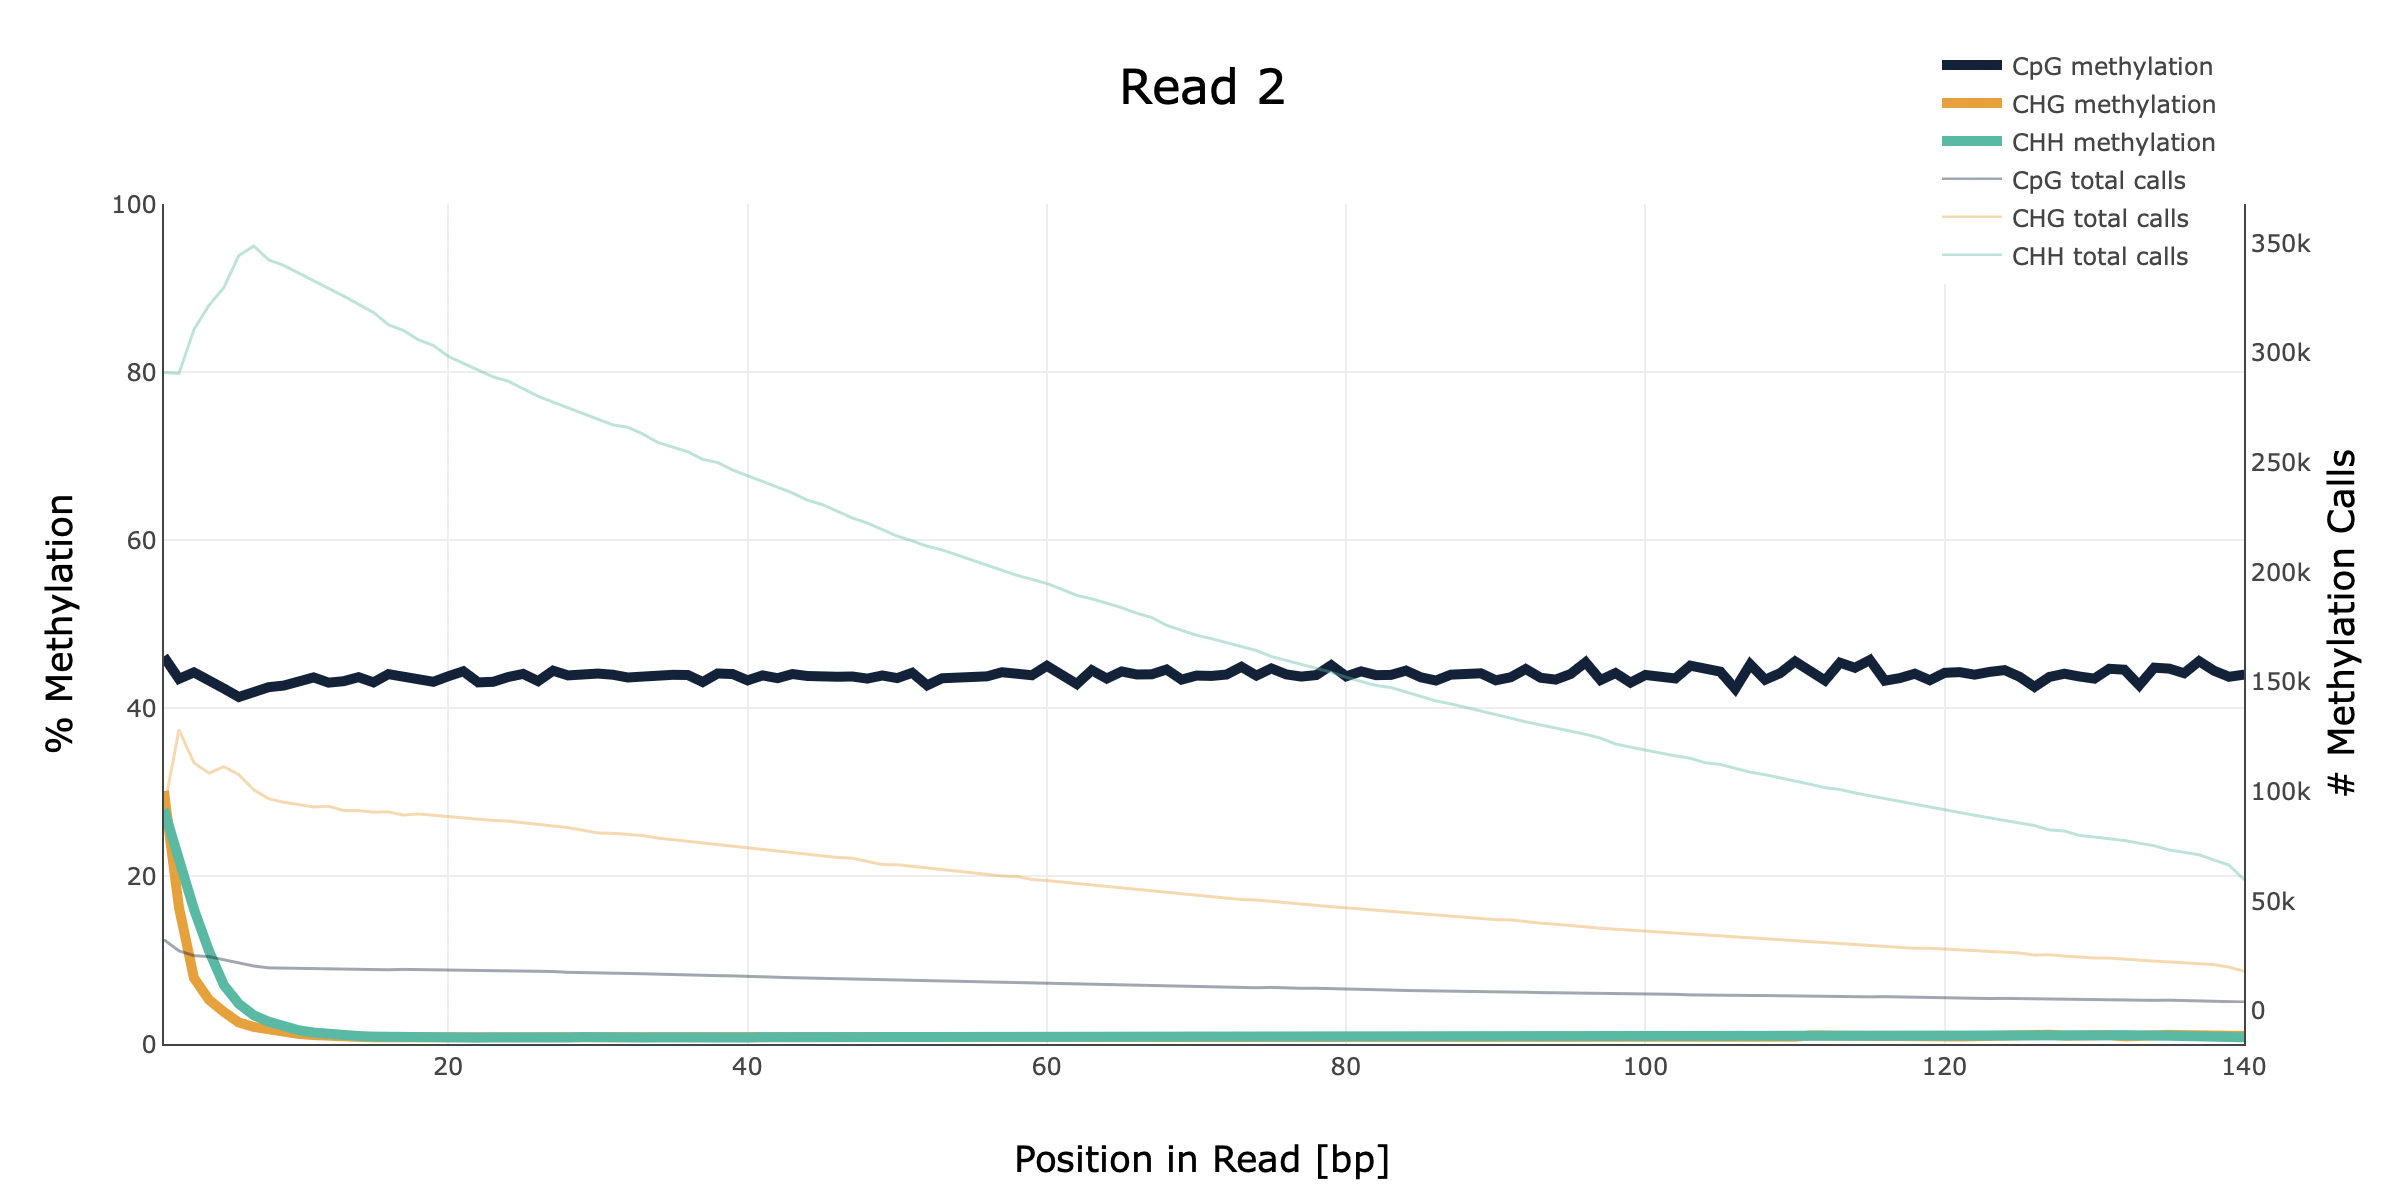 Read 2
CpG methylation
CHG methylation
CHH methylation
CpG total calls
CHG total calls
CHH total calls
% Methylation
100
80
60
40
20
0
350k
300k
250k
200k
150k
100k
50k
0
# Methylation Calls
20 40 60 80 100 120 140
Position in Read [bp]